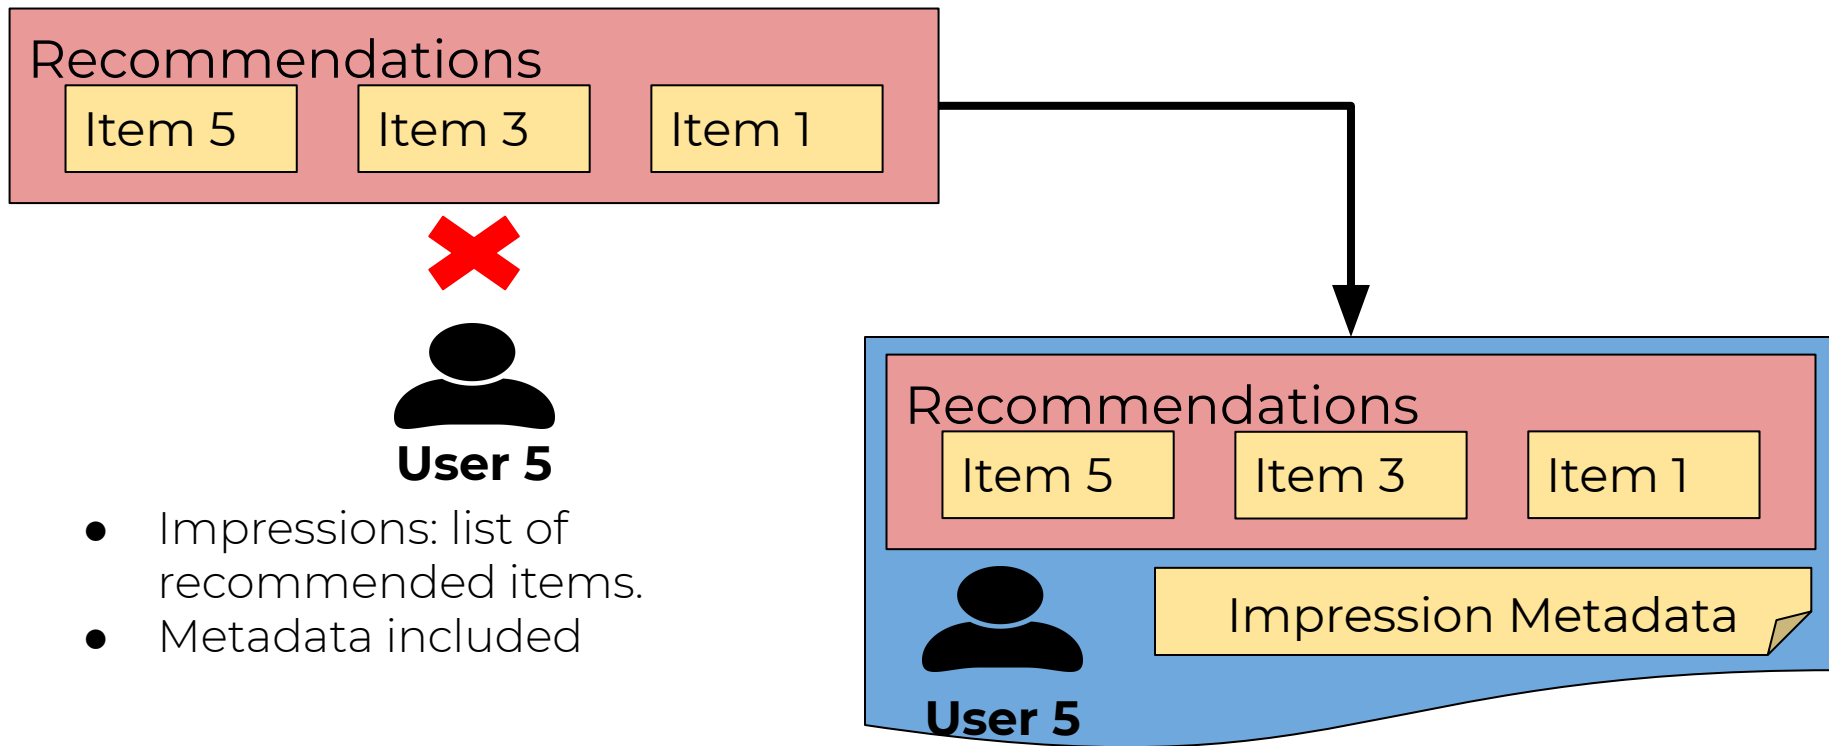 Recommendations
Item 5 Item 3 Item 1
User 5
● Impressions: list of
recommended items.
● Metadata included
Recommendations
Item 5 Item 3 Item 1
Impression Metadata
User 5